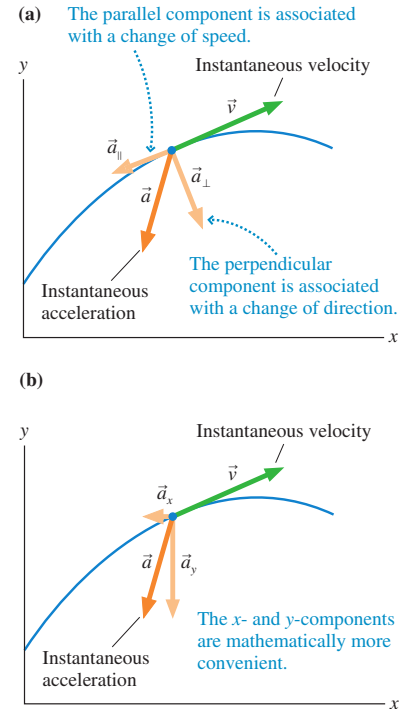 (a)
The parallel component is associated
with a change of speed.
y
Instantaneous velocity
v⃗
a⃗∥
a⃗⊥
a⃗
The perpendicular
component is associated
with a change of direction.
Instantaneous
acceleration
x
(b)
y
Instantaneous velocity
v⃗
a⃗x
a⃗
a⃗y
The x- and y-components
are mathematically more
convenient.
Instantaneous
acceleration
x